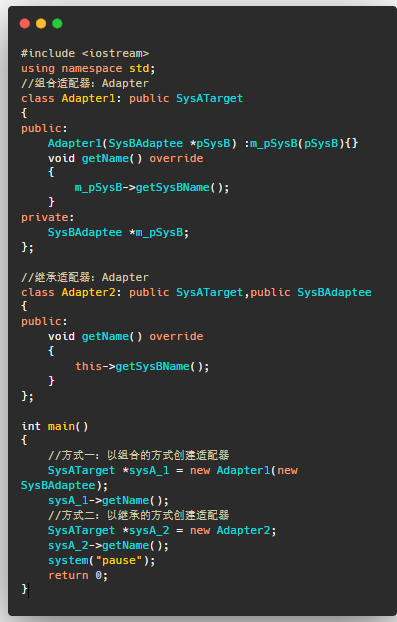 #include <iostream>
using namespace std;
//组合适配器：Adapter
class Adapter1: public SysATarget
{
public:
    Adapter1(SysBAdaptee *pSysB) :m_pSysB(pSysB){}
    void getName() override
    {
        m_pSysB->getSysBName();
    }
private:
    SysBAdaptee *m_pSysB;
};

//继承适配器：Adapter
class Adapter2: public SysATarget,public SysBAdaptee
{
public:
    void getName() override
    {
        this->getSysBName();
    }
};

int main()
{
    //方式一：以组合的方式创建适配器
    SysATarget *sysA_1 = new Adapter1(new
SysBAdaptee);
    sysA_1->getName();
    //方式二：以继承的方式创建适配器
    SysATarget *sysA_2 = new Adapter2;
    sysA_2->getName();
    system("pause");
    return 0;
}